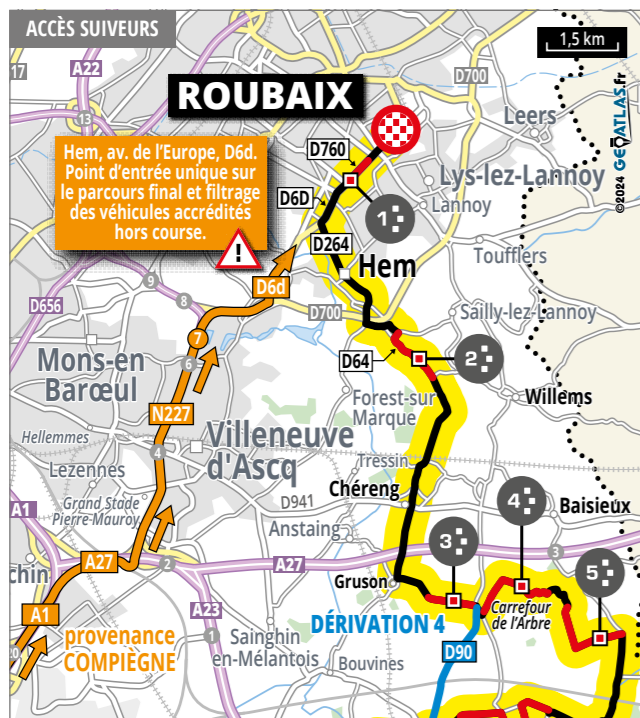 ACCÈS SUIVEURS
1,5 km
©2024 GEOATLAS.fr
17
A22
D700
13
ROUBAIX
Leers
D760
Hem, av. de l'Europe, D6d.
Point d'entrée unique sur
le parcours final et filtrage
des véhicules accrédités
hors course.
!
Lys-lez-Lannoy
D6D
1
Lannoy
D264
Toufflers
Hem
9
D6d
8
D656
D700
Sailly-lez-Lannoy
7
Mons-en
Barœul
6
D64
2
Willems
N227
Forest-sur
Marque
Hellemmes
4
Villeneuve
d'Ascq
Tressin
Lezennes
Chéreng
Grand Stade
Pierre-Mauroy
D941
4
Baisieux
A1
Anstaing
3
3
5
chin
A27
2
A27
Gruson
Carrefour
de l'Arbre
A1
A23
DÉRIVATION 4
provenance
COMPIÈGNE
1
Sainghin
en-Mélantois
D90
20
Bouvines